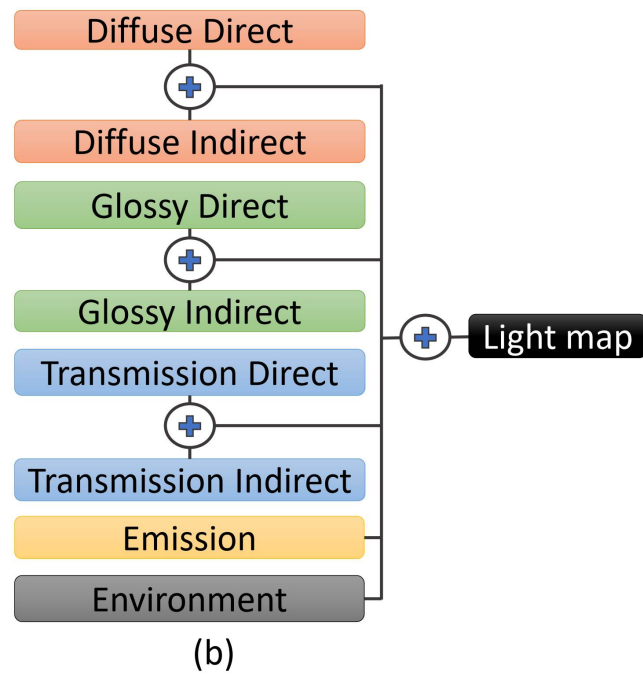 Diffuse Direct
Diffuse Indirect
Glossy Direct
Glossy Indirect
Light map
Transmission Direct
Transmission Indirect
Emission
Environment
(b)